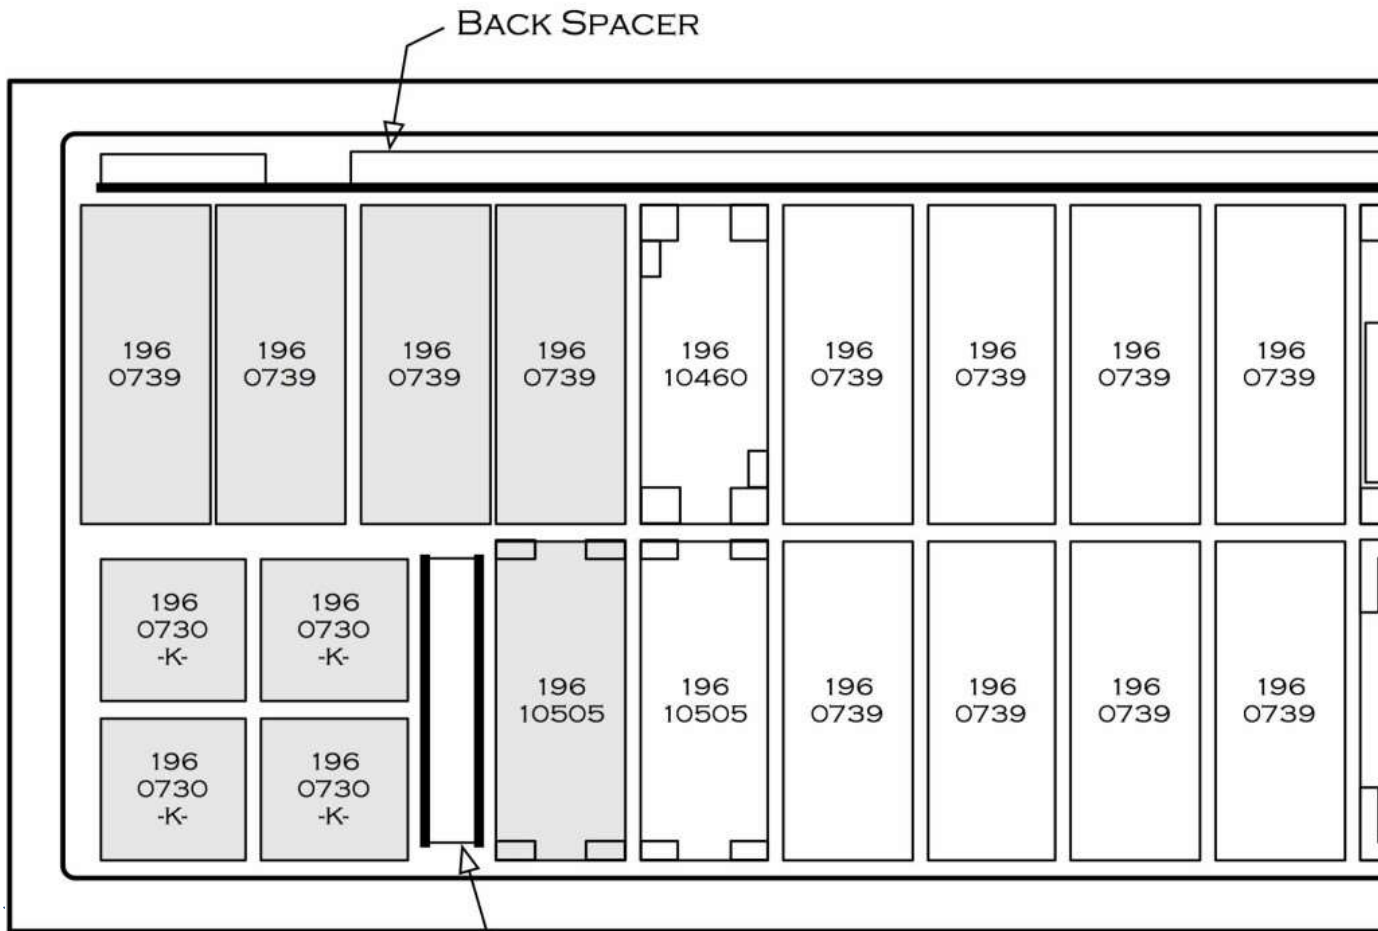 BACK SPACER
196 196 196 196 196 196 196 196 196
0739 0739 0739 0739 10460 0739 0739 0739 0739
196 196
0730 0730
-K- -K-
196 196 196 196 196 196
10505 10505 0739 0739 0739 0739
196 196
0730 0730
-K- -K-